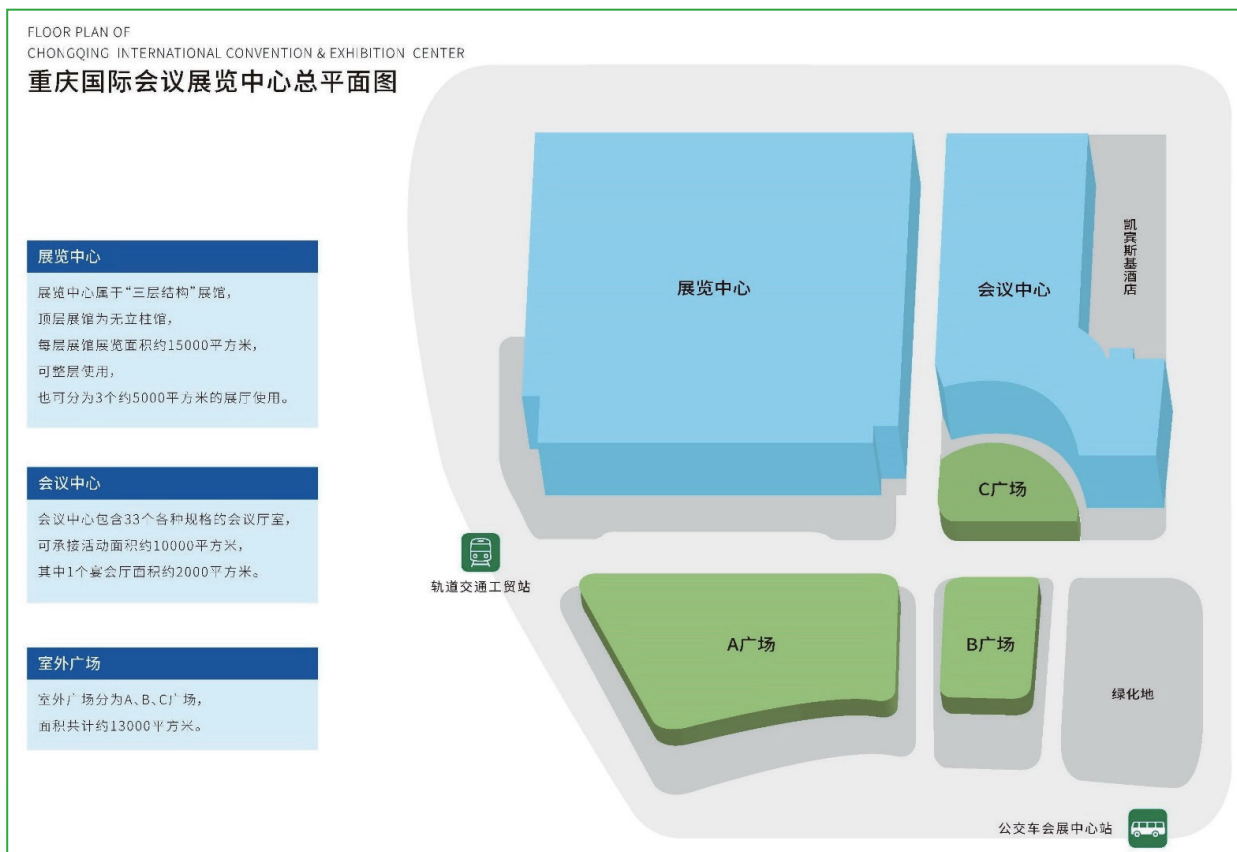 FLOOR PLAN OF
CHONGQING INTERNATIONAL CONVENTION & EXHIBITION CENTER
重庆国际会议展览中心总平面图
展览中心
展览中心属于“三层结构”展馆，
顶层展馆为无立柱馆，
每层展馆展览面积约15000平方米，
可整层使用，
也可分为3个约5000平方米的展厅使用。
会议中心
会议中心包含33个各种规格的会议厅室，
可承接活动面积约10000平方米，
其中1个宴会厅面积约2000平方米。
室外广场
室外广场分为A、B、C广场，
面积共计约13000平方米。
展览中心
会议中心
凯宾斯基酒店
C广场
轨道交通工贸站
A广场
B广场
绿化地
公交车会展中心站